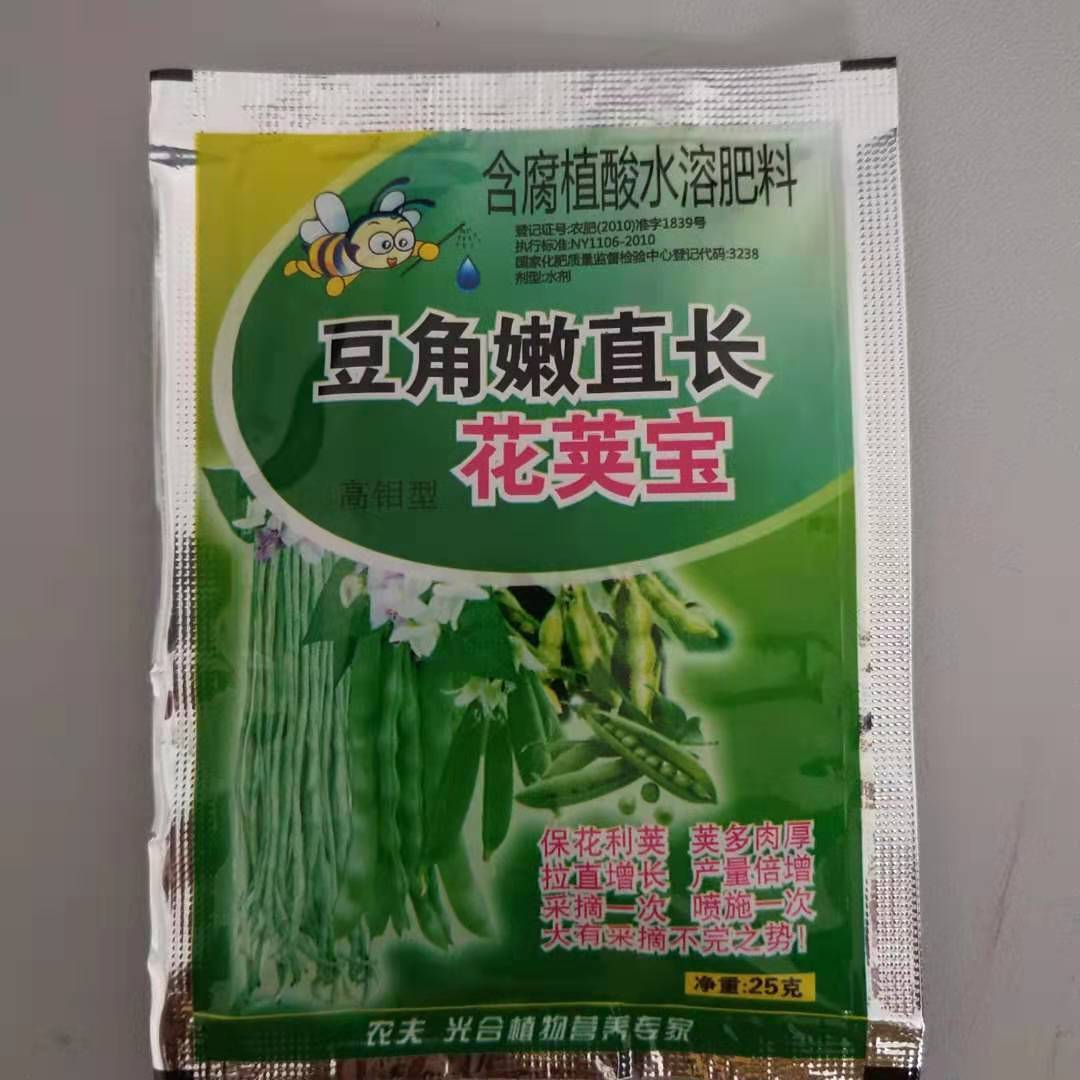 含腐植酸水溶肥料
登记证号:农肥(2010)准字1839号
执行标准:NY1106-2010
国家化肥质量监督检验中心登记代码:3238
剂型:水剂
豆角嫩直长
花荚宝
高钼型
保花利荚 荚多肉厚
拉直增长 产量倍增
采摘一次 喷施一次
大有采摘不完之势!
净重:25克
农夫 光合植物营养专家